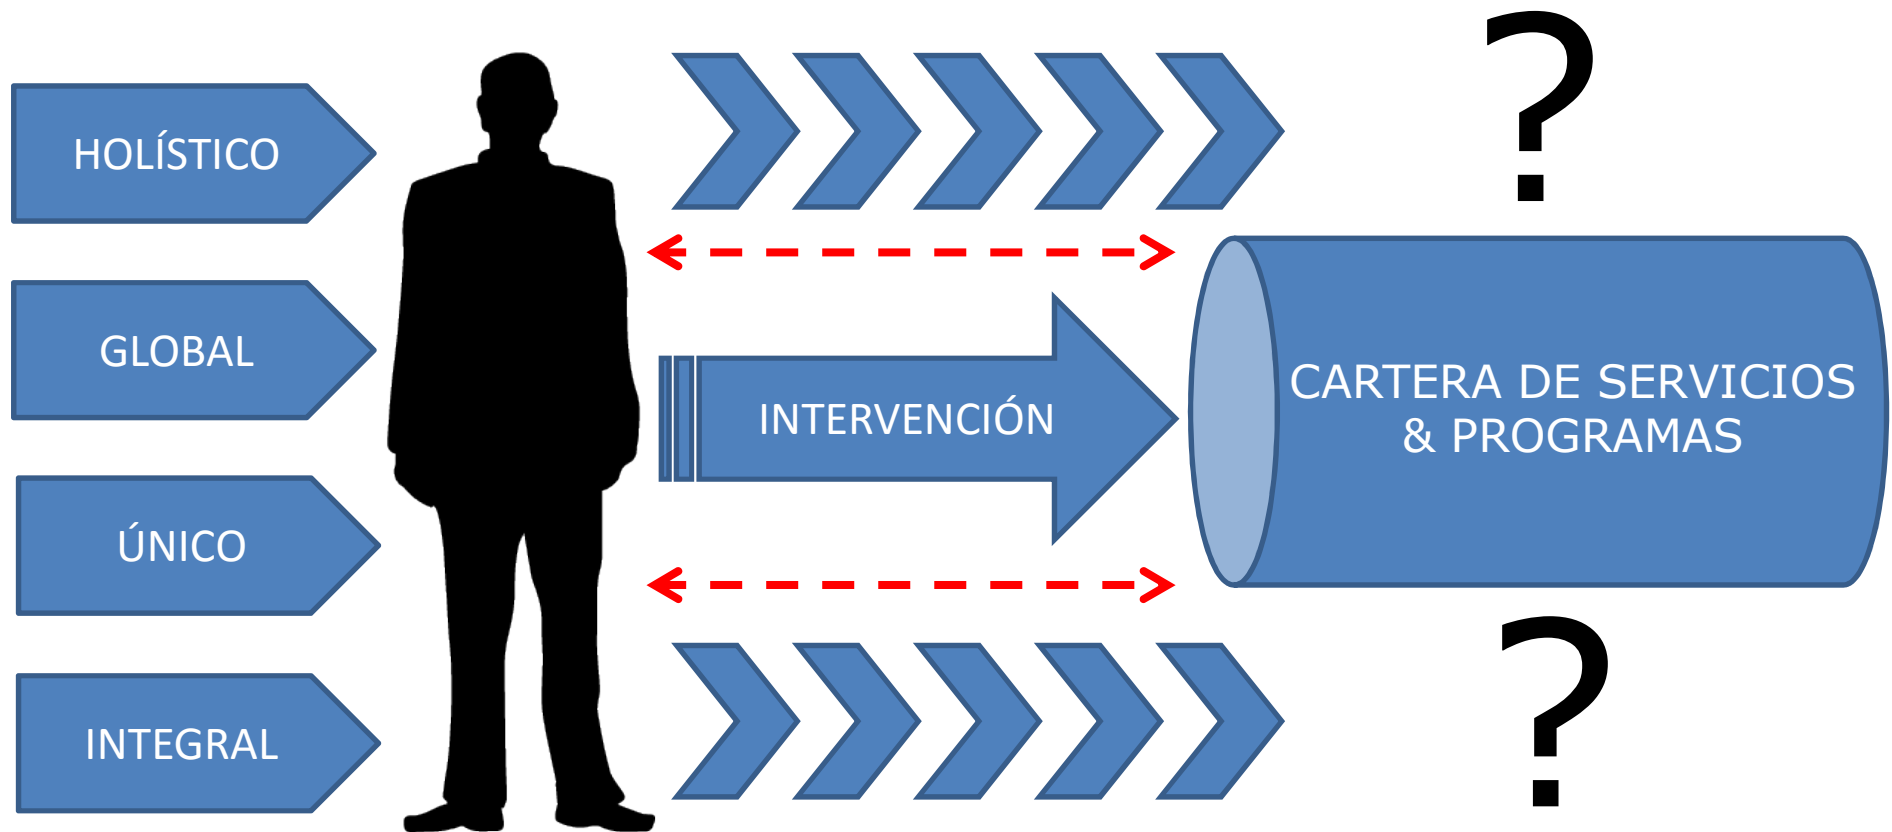 HOLÍSTICO
GLOBAL
ÚNICO
INTEGRAL
INTERVENCIÓN
?
CARTERA DE SERVICIOS
& PROGRAMAS
?